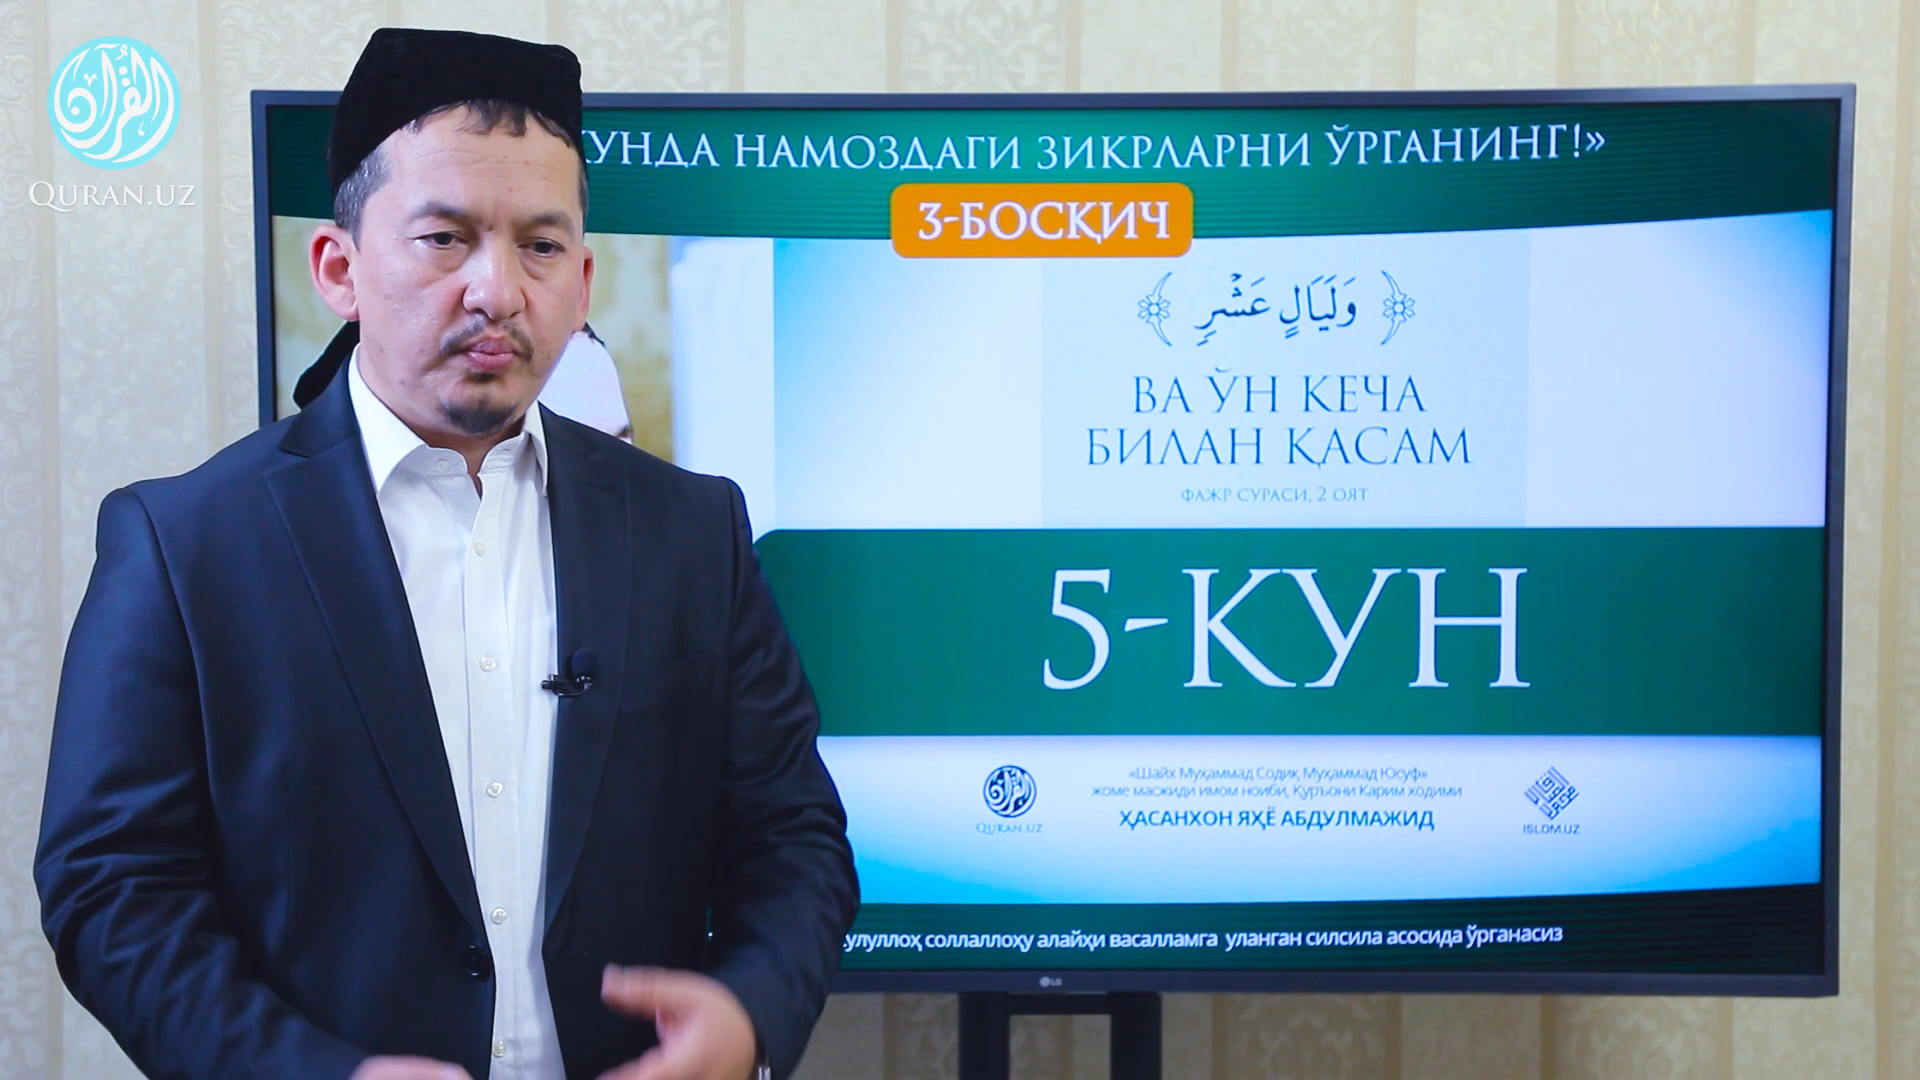 QURAN.UZ
НАМОЗДАГИ ЗИКРЛАРНИ ЎРГАНИНГ!»
3-БОСҚИЧ
وَلَيَالٍ عَشْرٍ
ВА ЎН КЕЧА
БИЛАН ҚАСАМ
ФАЖР СУРАСИ, 2 ОЯТ
5-КУН
«Шайх Муҳаммад Содиқ Муҳаммад Юсуф»
жоме масжиди имом ноиби, Қуръони Карим ходими
ҲАСАНХОН ЯҲЁ АБДУЛМАЖИД
QURAN.UZ
ISLOM.UZ
соллаллоҳу алайҳи васалламга уланган силсила асосида ўрганасиз
LG